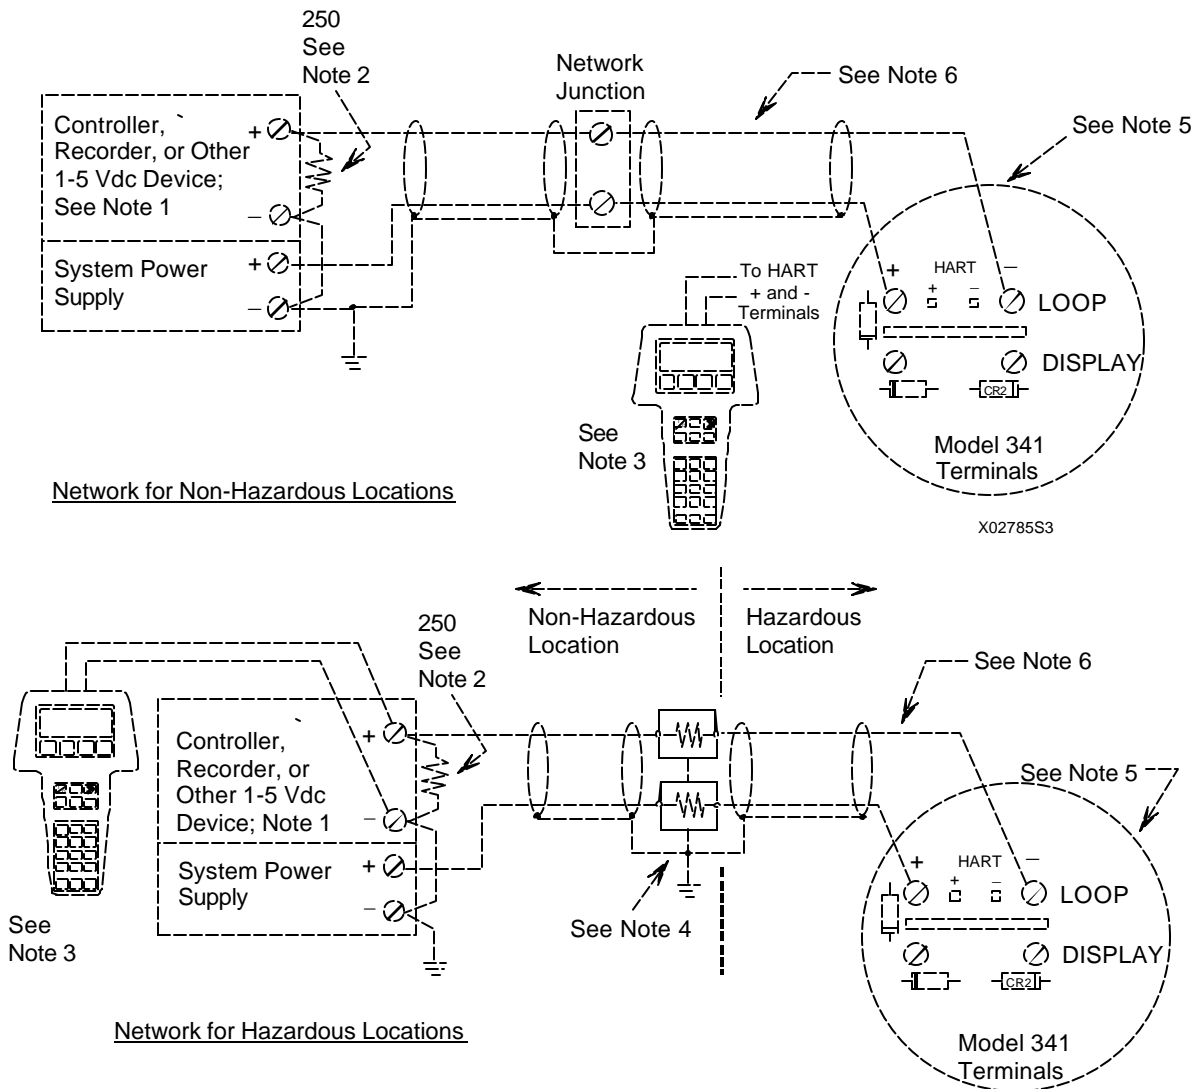 250
See
Note 2
Network
Junction
See Note 6
See Note 5
Controller,
Recorder, or Other
1-5 Vdc Device;
See Note 1
+
–
System Power
Supply
+
–
To HART
+ and -
Terminals
See
Note 3
+ HART –
+ –
LOOP
DISPLAY
CR2
Model 341
Terminals
Network for Non-Hazardous Locations
X02785S3
Non-Hazardous
Location
Hazardous
Location
250
See
Note 2
See Note 6
See Note 5
Controller,
Recorder, or
Other 1-5 Vdc
Device; Note 1
+
–
System Power
Supply
+
–
See
Note 3
See Note 4
+ HART –
+ –
LOOP
DISPLAY
CR2
Model 341
Terminals
Network for Hazardous Locations